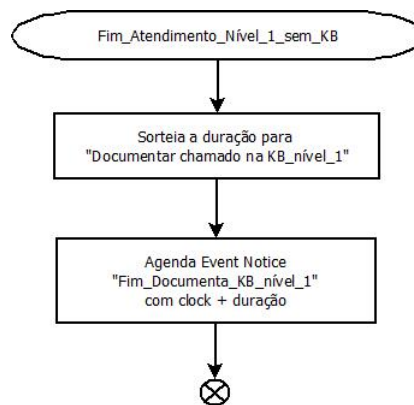 Fim_Atendimento_Nível_1_sem_KB
Sorteia a duração para
"Documentar chamado na KB_nível_1"
Agenda Event Notice
"Fim_Documenta_KB_nível_1"
com clock + duração